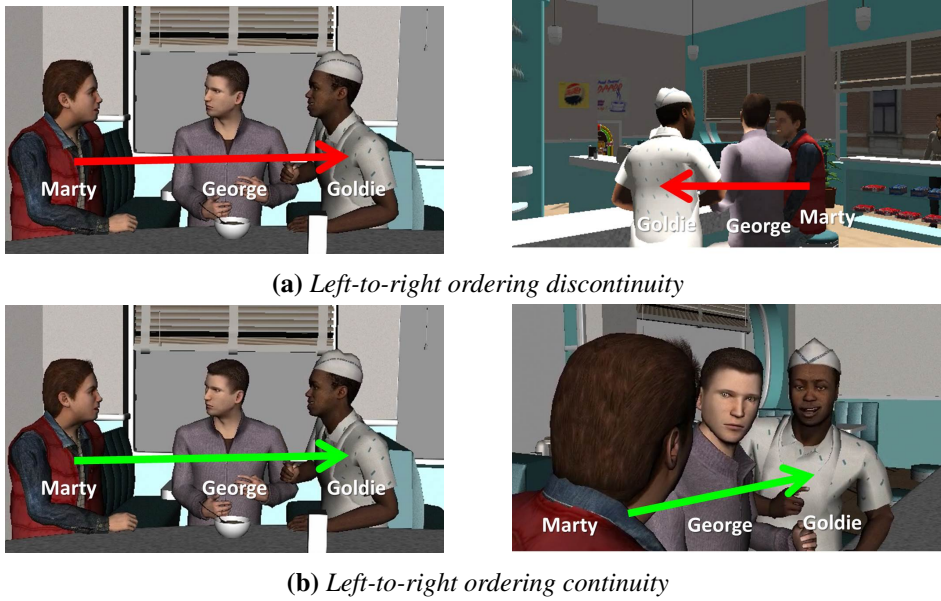 Marty George Goldie
Goldie George Marty
(a) Left-to-right ordering discontinuity
Marty George Goldie
Marty George Goldie
(b) Left-to-right ordering continuity